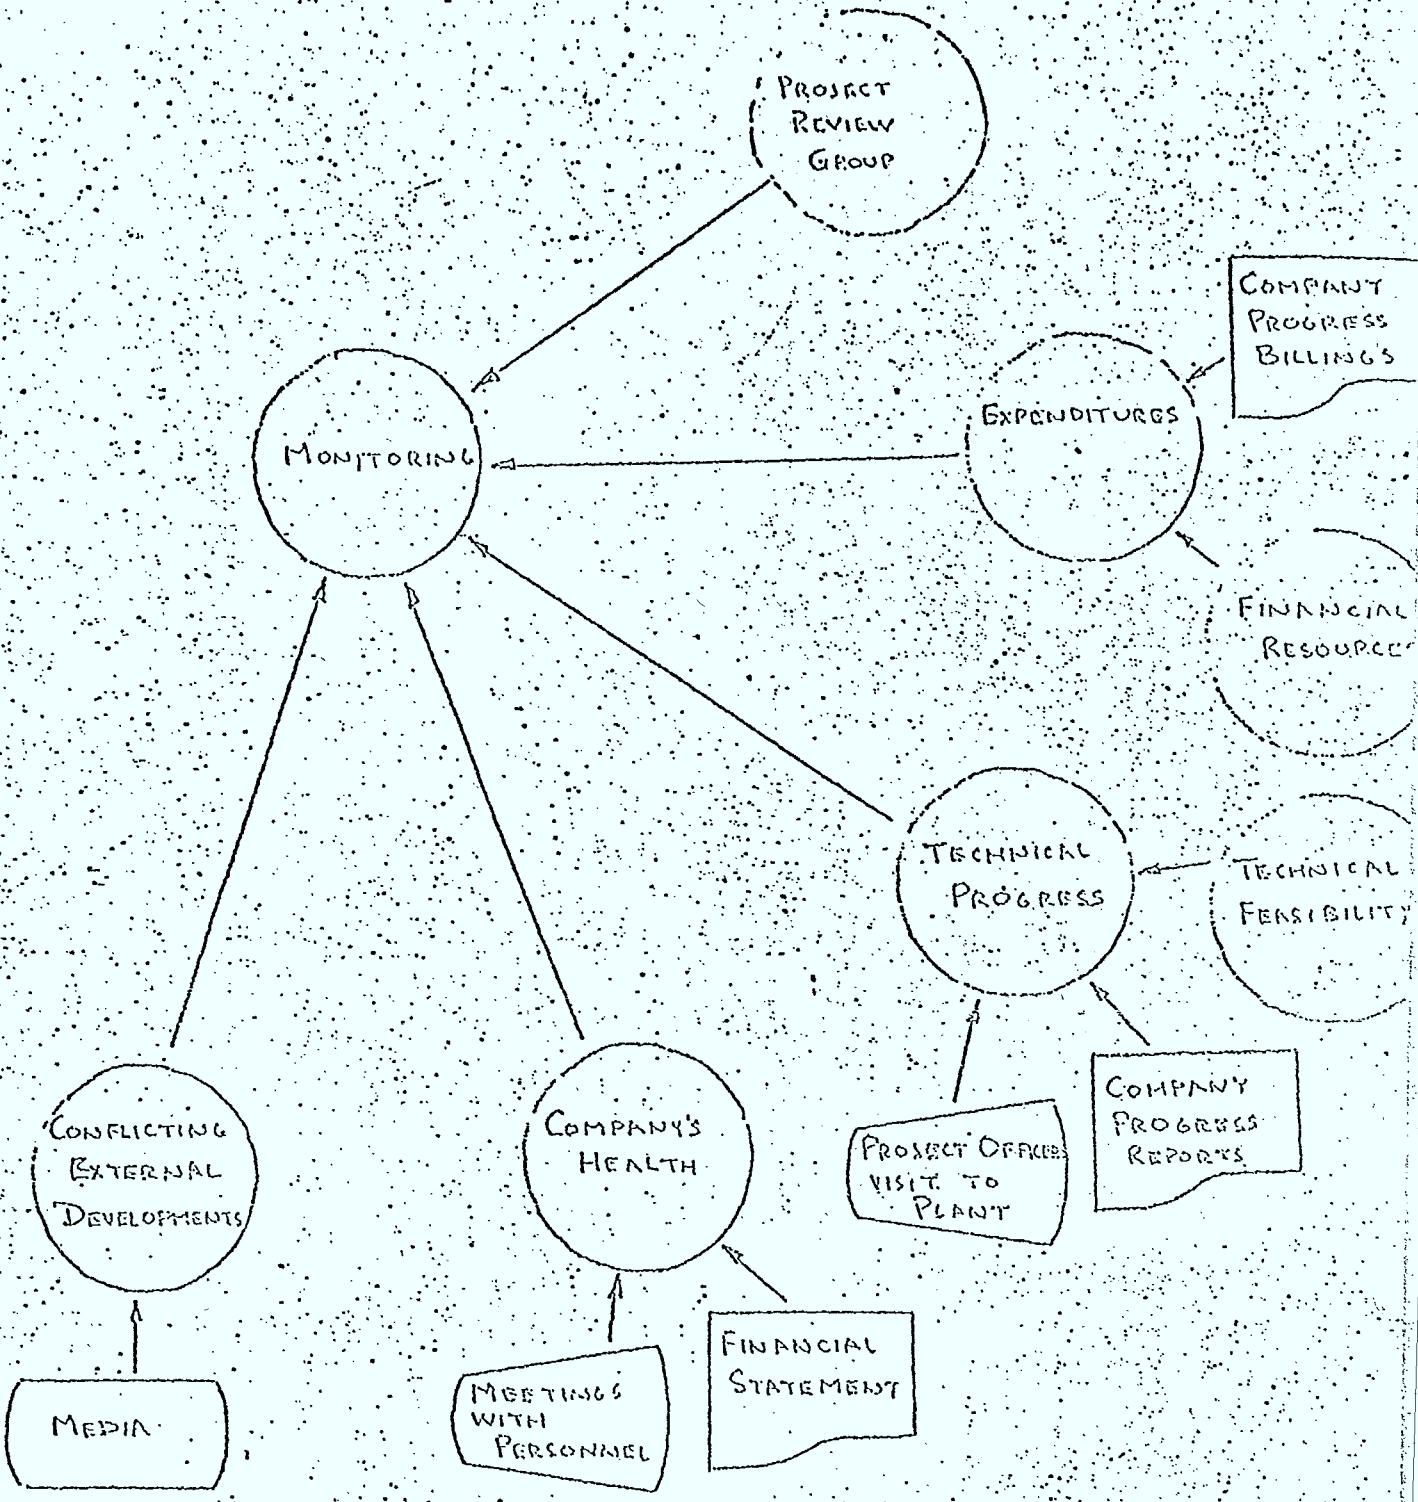 PROJECT
REVIEW
GROUP
COMPANY
PROGRESS
BILLINGS
EXPENDITURES
MONITORING
FINANCIAL
RESOURCE
TECHNICAL
PROGRESS
TECHNICAL
FEASIBILITY
COMPANY
PROGRESS
REPORTS
PROJECT OFFICER
VISIT TO
PLANT
CONFLICTING
EXTERNAL
DEVELOPMENTS
COMPANY'S
HEALTH
FINANCIAL
STATEMENT
MEETINGS
WITH
PERSONNEL
MEDIA